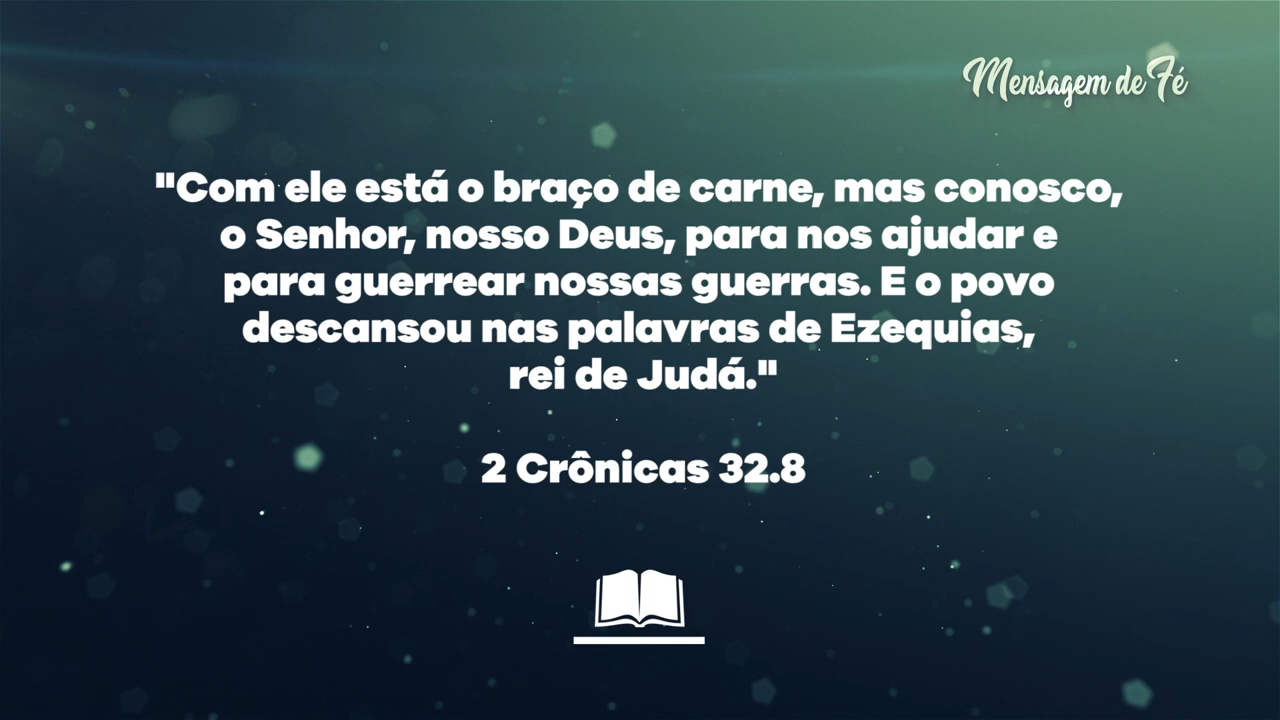 Mensagem de Fé
"Com ele está o braço de carne, mas conosco,
o Senhor, nosso Deus, para nos ajudar e
para guerrear nossas guerras. E o povo
descansou nas palavras de Ezequias,
rei de Judá."
2 Crônicas 32.8